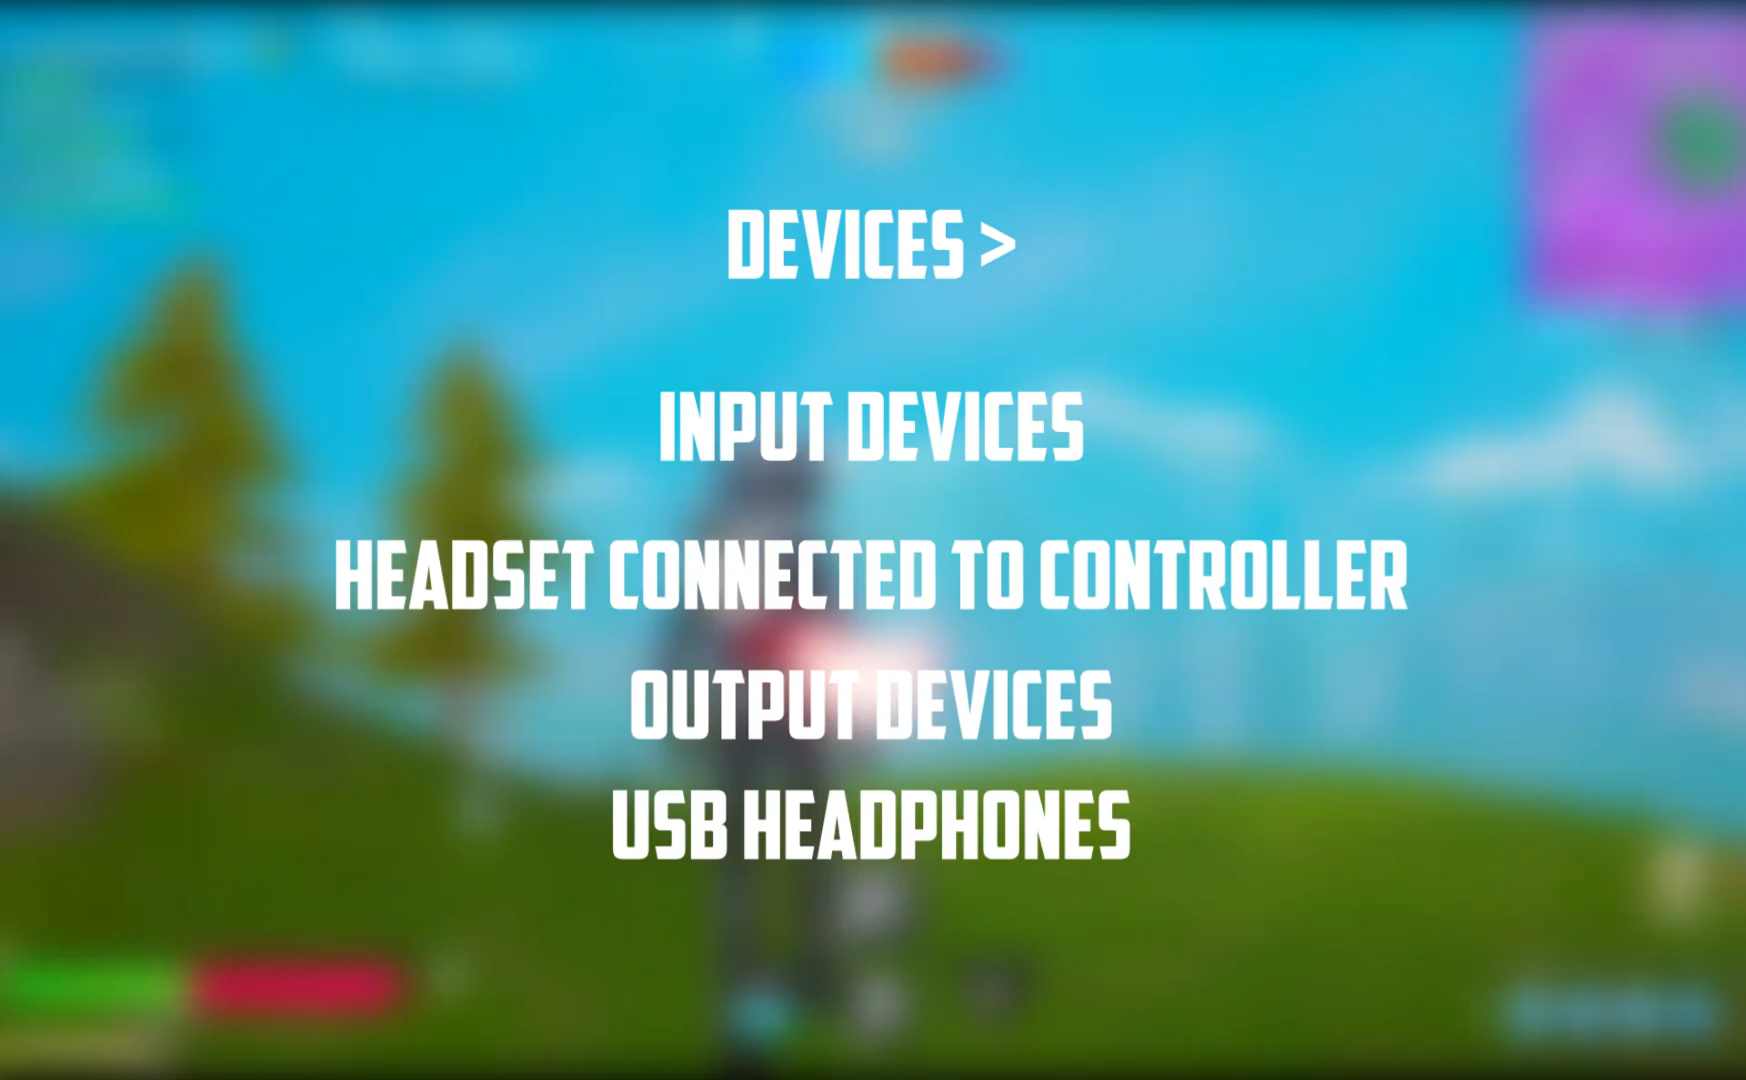 DEVICES >
INPUT DEVICES
HEADSET CONNECTED TO CONTROLLER
OUTPUT DEVICES
USB HEADPHONES